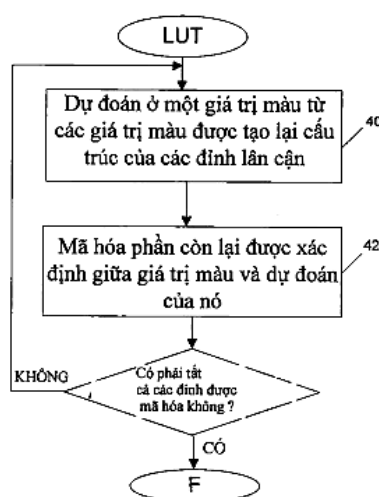 LUT
Dự đoán ở một giá trị màu từ
các giá trị màu được tạo lại cấu
trúc của các đỉnh lân cận
40
Mã hóa phần còn lại được xác
định giữa giá trị màu và dự đoán
của nó
42
KHÔNG
Có phải tất
cả các đỉnh được
mã hóa không ?
CÓ
F